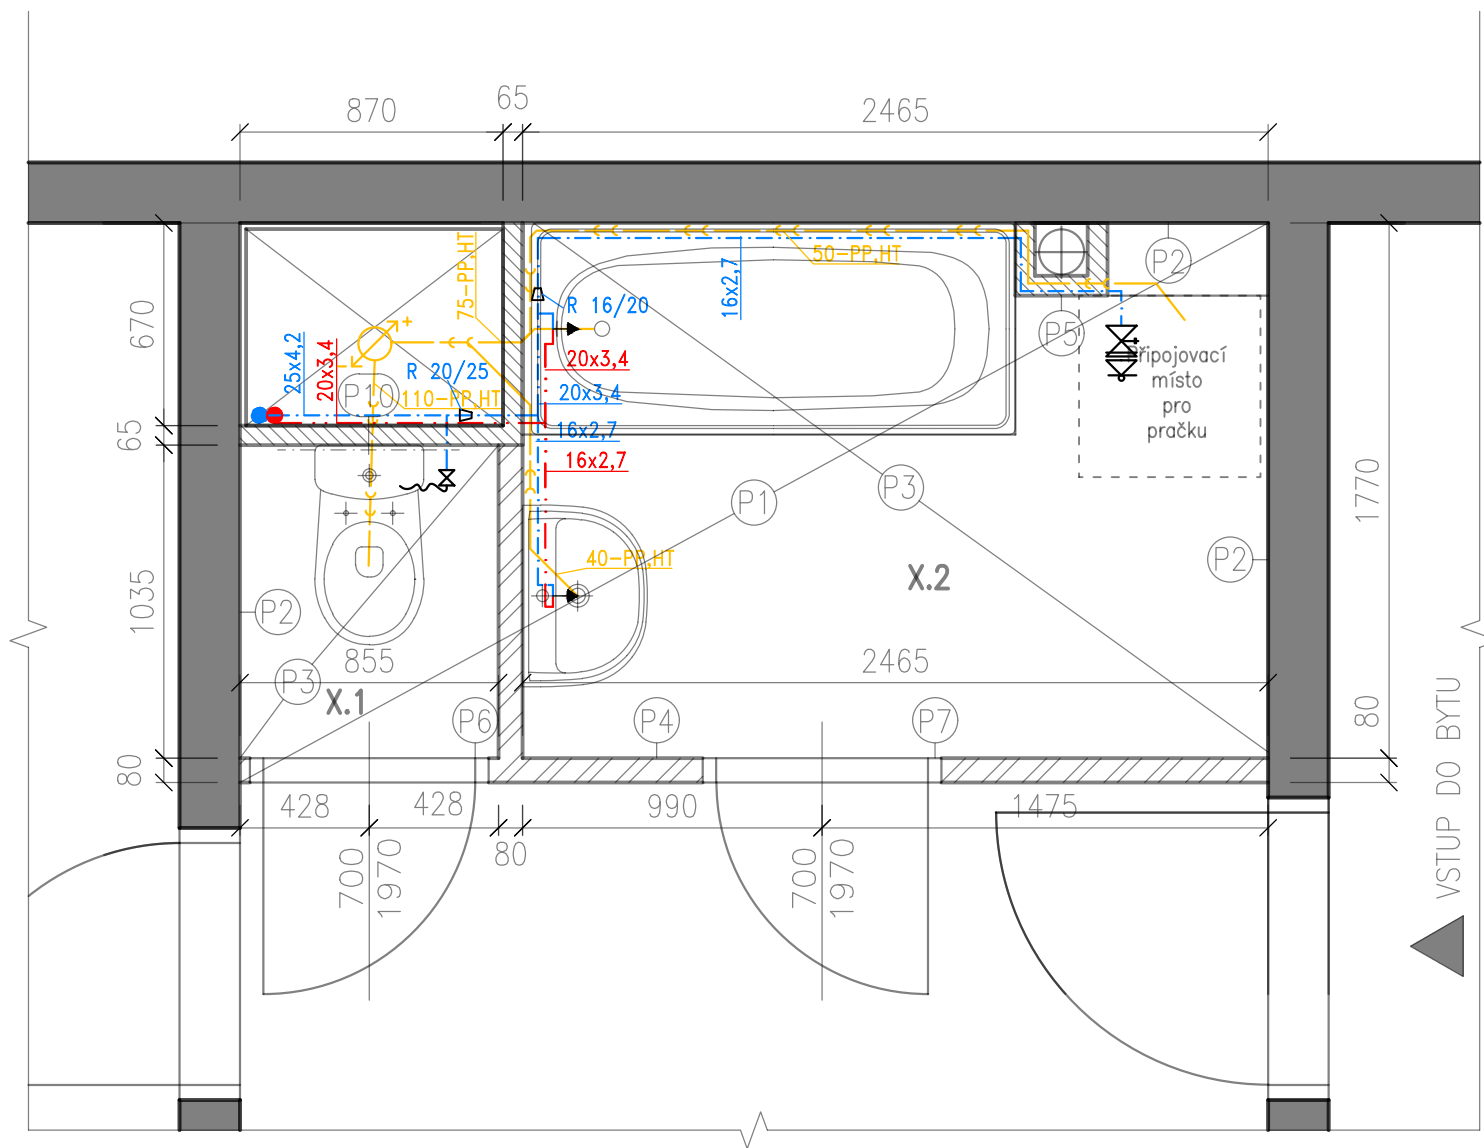 870
65
2465
75-PP,HT
50-PP,HT
16x2,7
P2
R 16/20
P5
670
25x4,2
20x3,4
R 20/25
P10
110-PP,HT
20x3,4
20x3,4
Připojovací
místo
pro
pračku
65
16x2,7
16x2,7
P1
P3
1770
40-PP,HT
X.2
P2
1035
P2
855
P3
X.1
2465
P6
P4
P7
80
80
428
428
80
990
1475
700
1970
700
1970
VSTUP DO BYTU